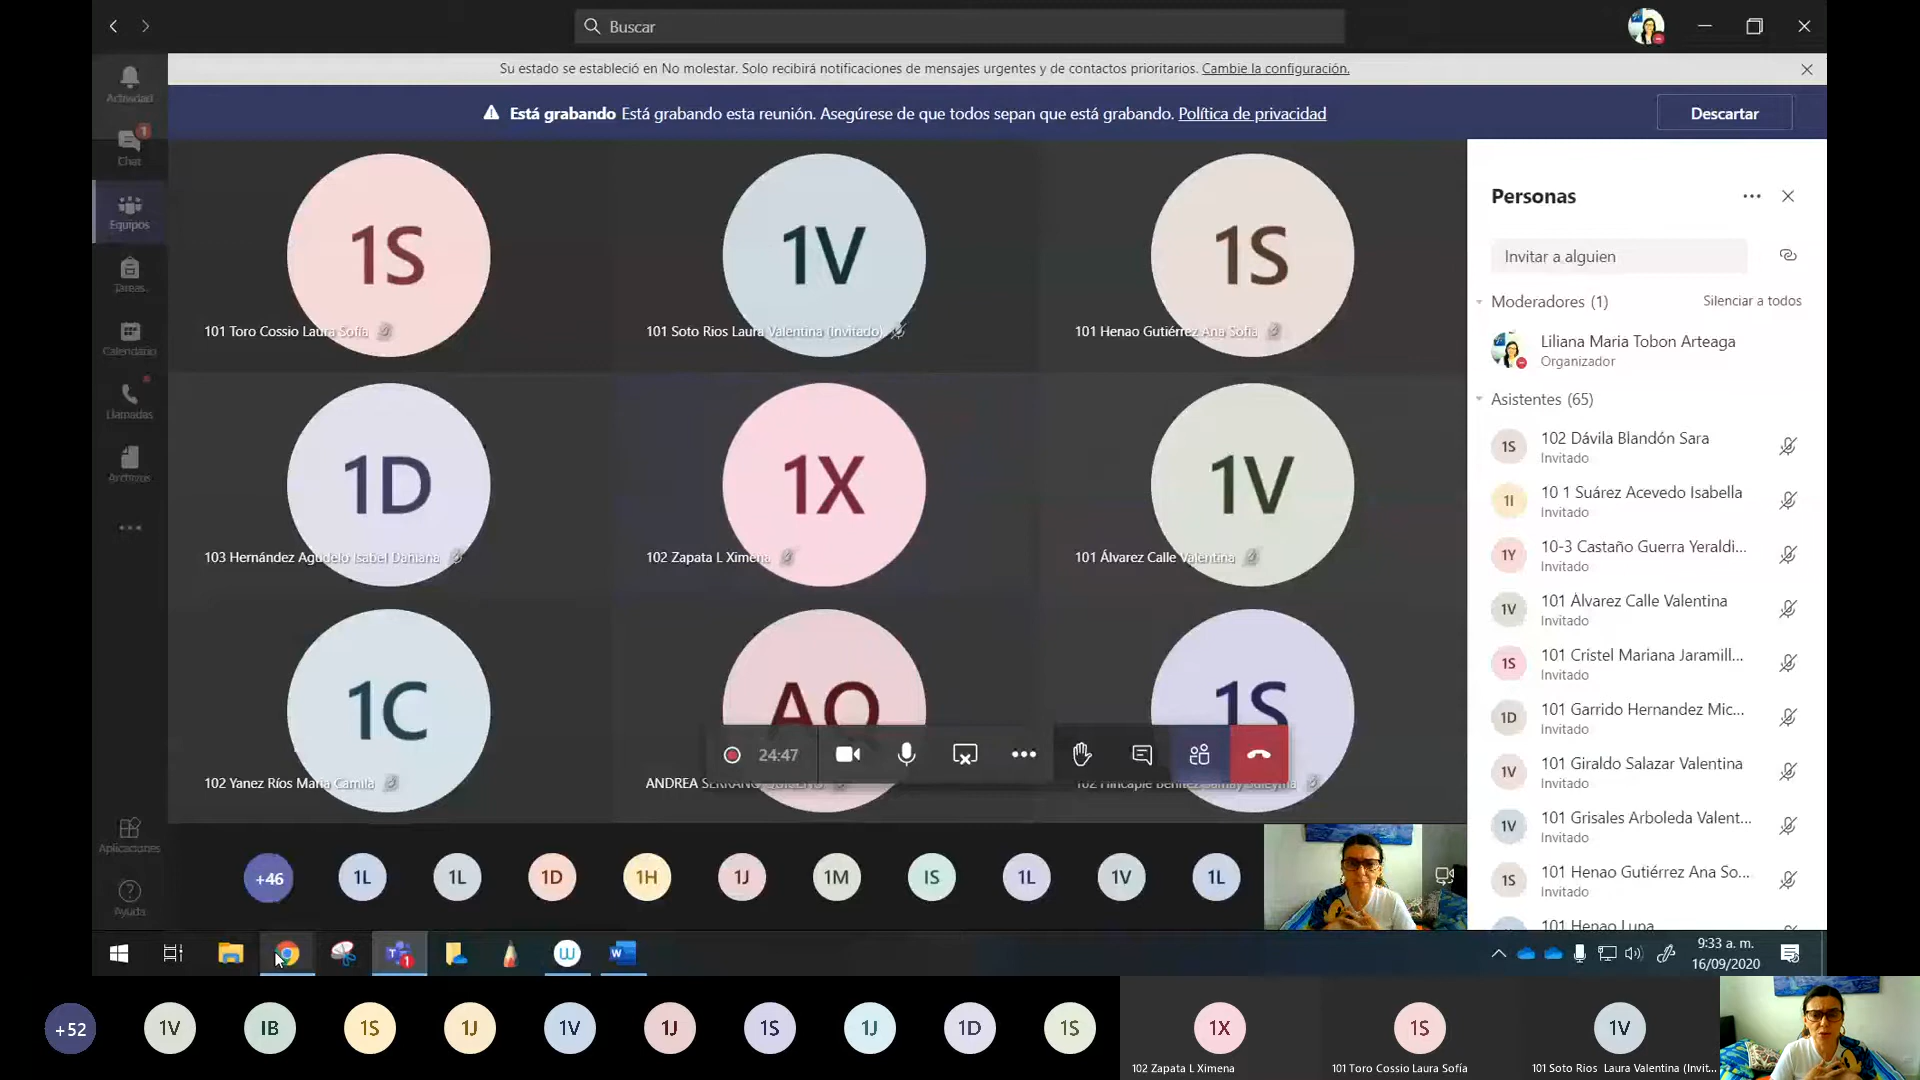 Buscar
Su estado se estableció en No molestar. Solo recibirá notificaciones de mensajes urgentes y de contactos prioritarios. Cambie la configuración.
Está grabando Está grabando esta reunión. Asegúrese de que todos sepan que está grabando. Política de privacidad
Descartar
Actividad
1
Chat
Equipos
Tareas
Calendario
Llamadas
Archivos
Aplicaciones
Ayuda
1S
1V
1S
101 Toro Cossio Laura Sofía
101 Soto Rios Laura Valentina (Invitado)
101 Henao Gutiérrez Ana Sofía
1D
1X
1V
103 Hernández Agudelo Isabel Dahiana
102 Zapata L Ximena
101 Álvarez Calle Valentina
1C
1S
102 Yanez Ríos María Camila
ANDREA
24:47
+46
1L
1L
1D
1H
1J
1M
IS
1L
1V
1L
Personas
Invitar a alguien
Moderadores (1)
Silenciar a todos
Liliana Maria Tobon Arteaga
Organizador
Asistentes (65)
1S
102 Dávila Blandón Sara
Invitado
1I
10 1 Suárez Acevedo Isabella
Invitado
1Y
10-3 Castaño Guerra Yeraldi...
Invitado
1V
101 Álvarez Calle Valentina
Invitado
1S
101 Cristel Mariana Jaramill...
Invitado
1D
101 Garrido Hernandez Mic...
Invitado
1V
101 Giraldo Salazar Valentina
Invitado
1V
101 Grisales Arboleda Valent...
Invitado
1S
101 Henao Gutiérrez Ana So...
Invitado
101 Henao Luna
9:33 a. m.
16/09/2020
+52
1V
IB
1S
1J
1V
1J
1S
1J
1D
1S
1X
1S
1V
102 Zapata L Ximena
101 Toro Cossio Laura Sofía
101 Soto Rios Laura Valentina (Invit...